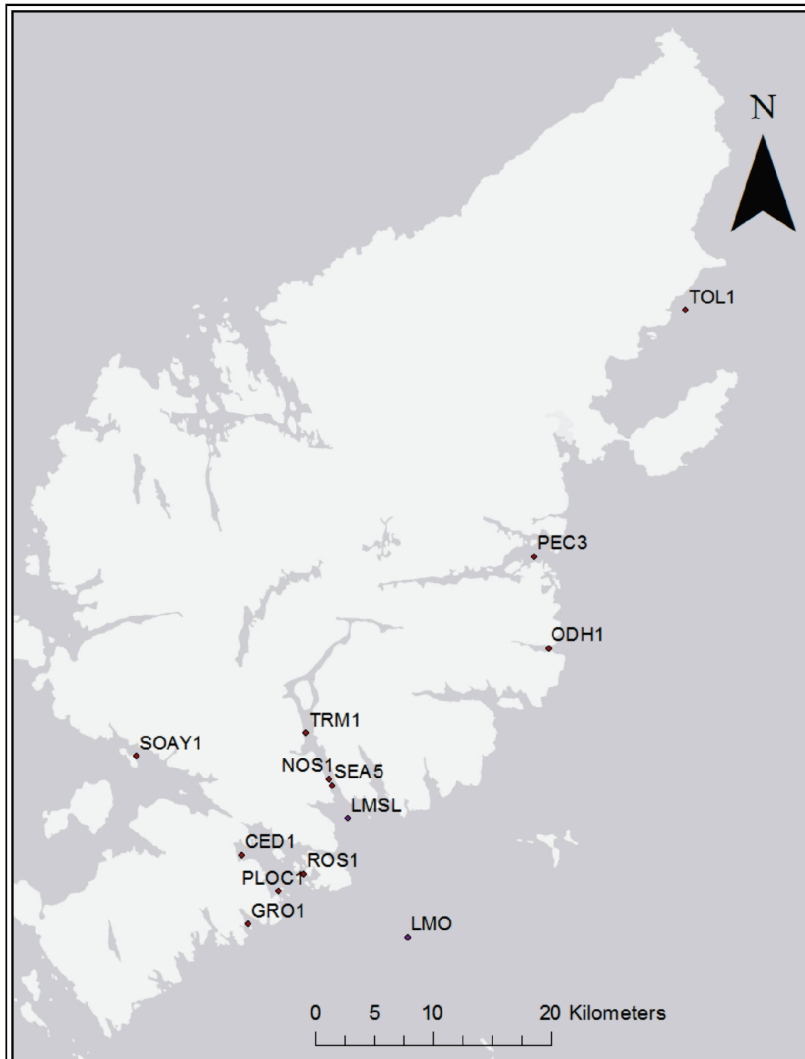 N
TOL1
PEC3
ODH1
TRM1
SOAY1
NOS1
SEA5
LMSL
CED1
ROS1
PLOC1
GRO1
LMO
0 5 10 20 Kilometers